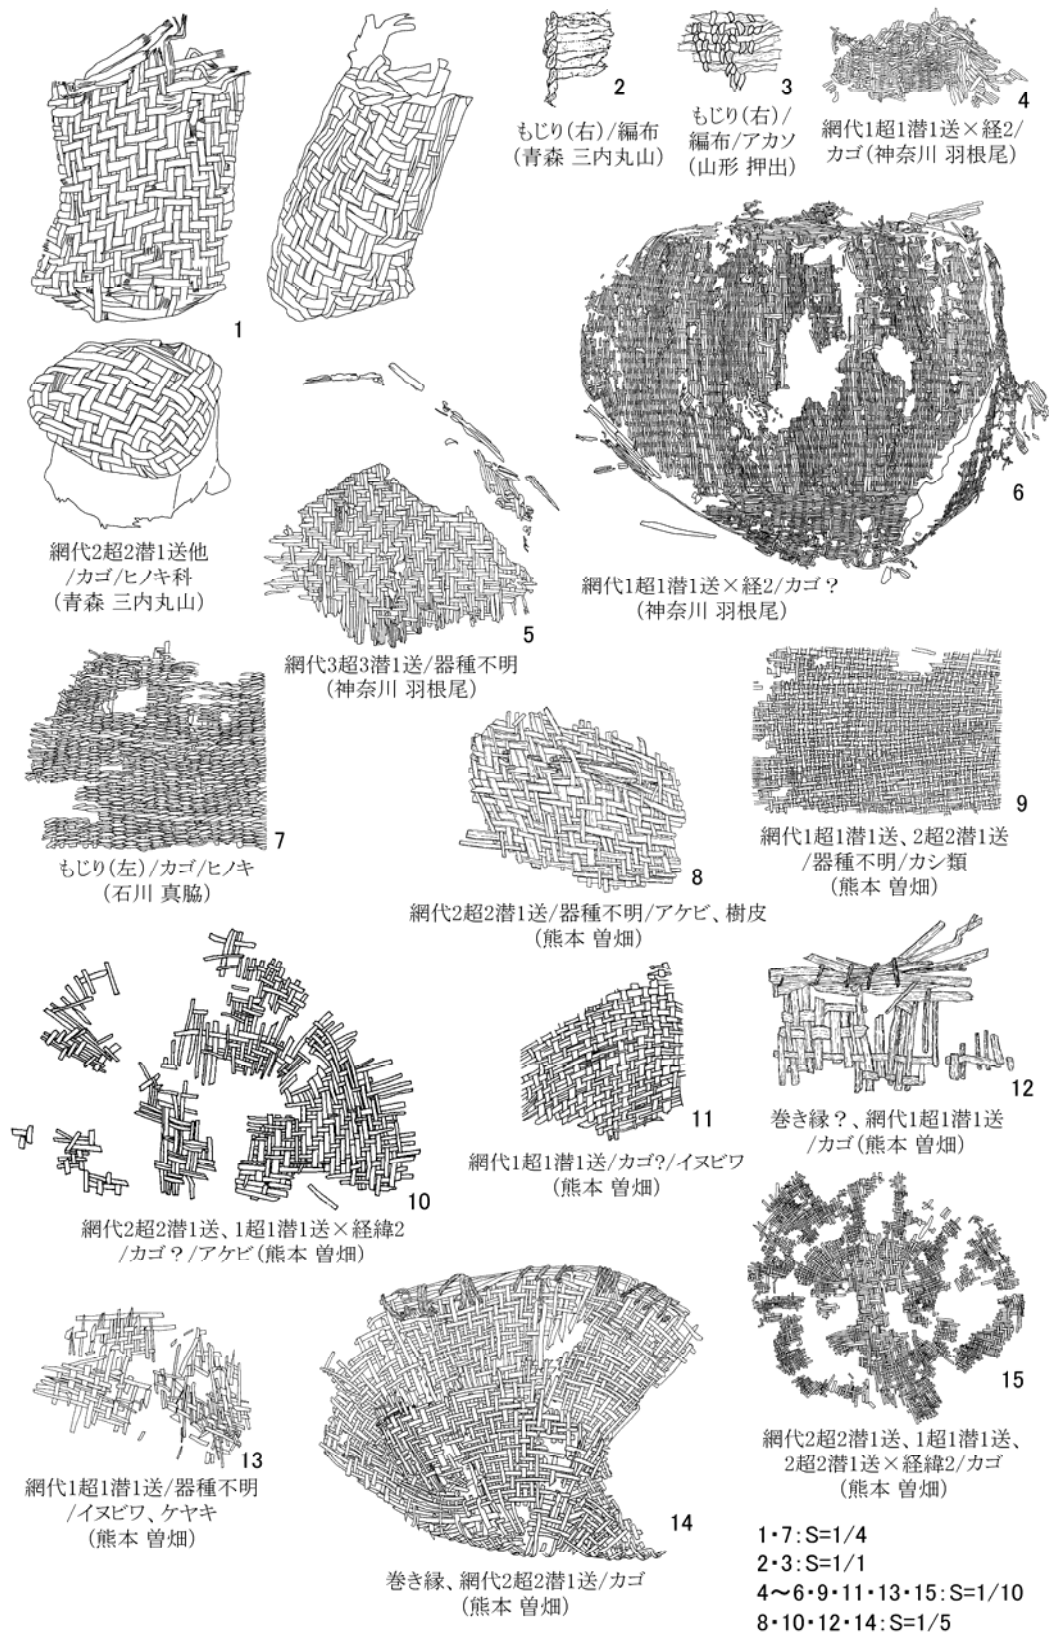 1
網代2超2潜1送他
/カゴ/ヒノキ科
(青森 三内丸山)
2
もじり(右)/編布
(青森 三内丸山)
3
もじり(右)/
編布/アカソ
(山形 押出)
4
網代1超1潜1送×経2/
カゴ(神奈川 羽根尾)
5
網代3超3潜1送/器種不明
(神奈川 羽根尾)
6
網代1超1潜1送×経2/カゴ?
(神奈川 羽根尾)
7
もじり(左)/カゴ/ヒノキ
(石川 真脇)
8
網代2超2潜1送/器種不明/アケビ、樹皮
(熊本 曽畑)
9
網代1超1潜1送、2超2潜1送
/器種不明/カシ類
(熊本 曽畑)
10
網代2超2潜1送、1超1潜1送×経緯2
/カゴ?/アケビ(熊本 曽畑)
11
網代1超1潜1送/カゴ?/イヌビワ
(熊本 曽畑)
12
巻き縁?、網代1超1潜1送
/カゴ(熊本 曽畑)
13
網代1超1潜1送/器種不明
/イヌビワ、ケヤキ
(熊本 曽畑)
14
巻き縁、網代2超2潜1送/カゴ
(熊本 曽畑)
15
網代2超2潜1送、1超1潜1送、
2超2潜1送×経緯2/カゴ
(熊本 曽畑)
1・7:S=1/4
2・3:S=1/1
4~6・9・11・13・15:S=1/10
8・10・12・14:S=1/5